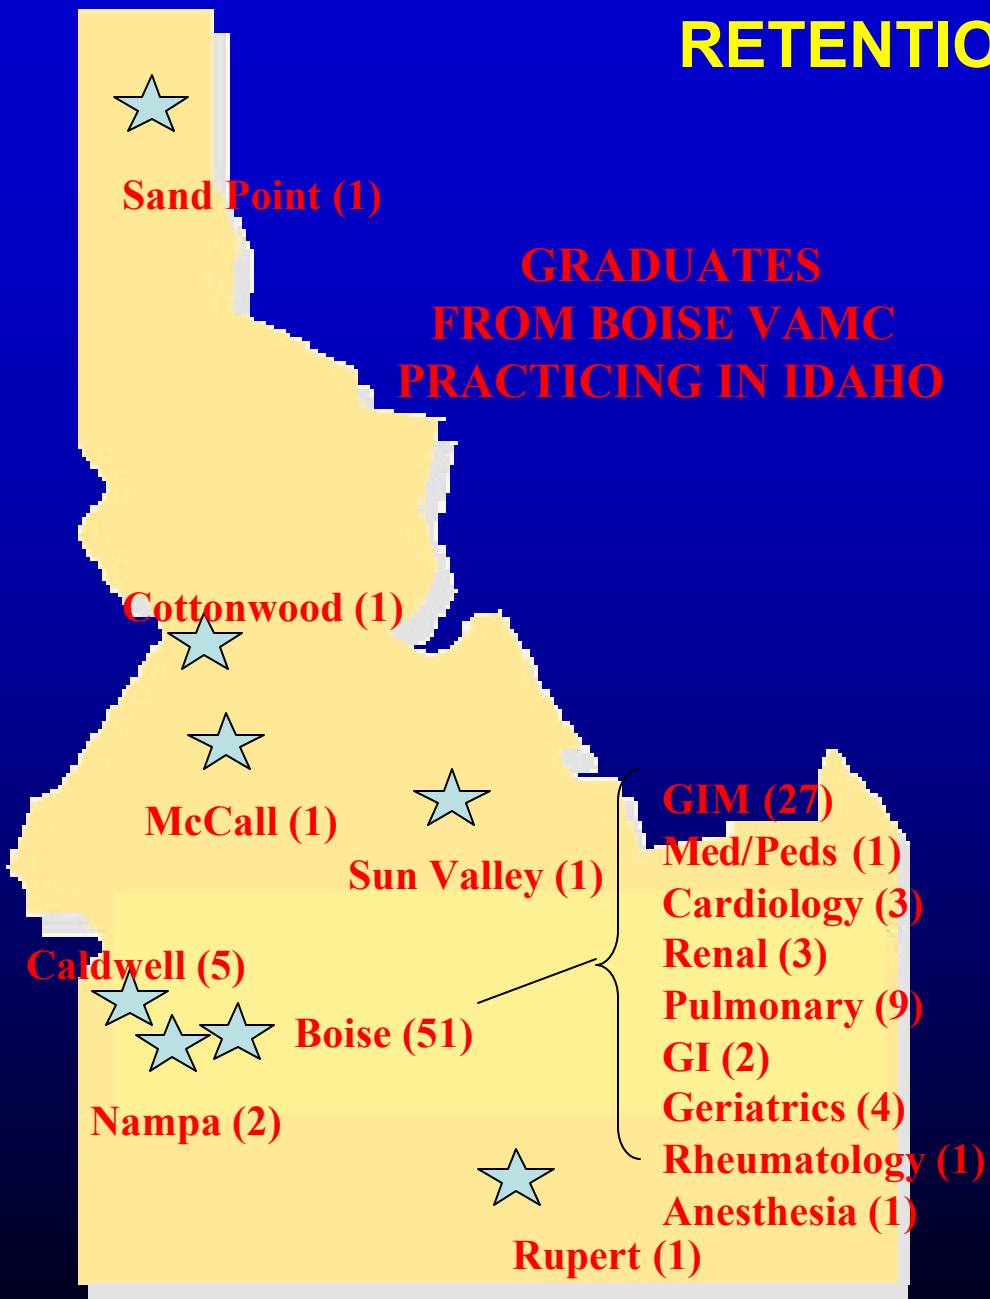 RETENTIO
Sand Point (1)
GRADUATES
FROM BOISE VAMC
PRACTICING IN IDAHO
Cottonwood (1)
McCall (1)
Sun Valley (1)
Caldwell (5)
Boise (51)
Nampa (2)
GIM (27)
Med/Peds (1)
Cardiology (3)
Renal (3)
Pulmonary (9)
GI (2)
Geriatrics (4)
Rheumatology (1)
Anesthesia (1)
Rupert (1)